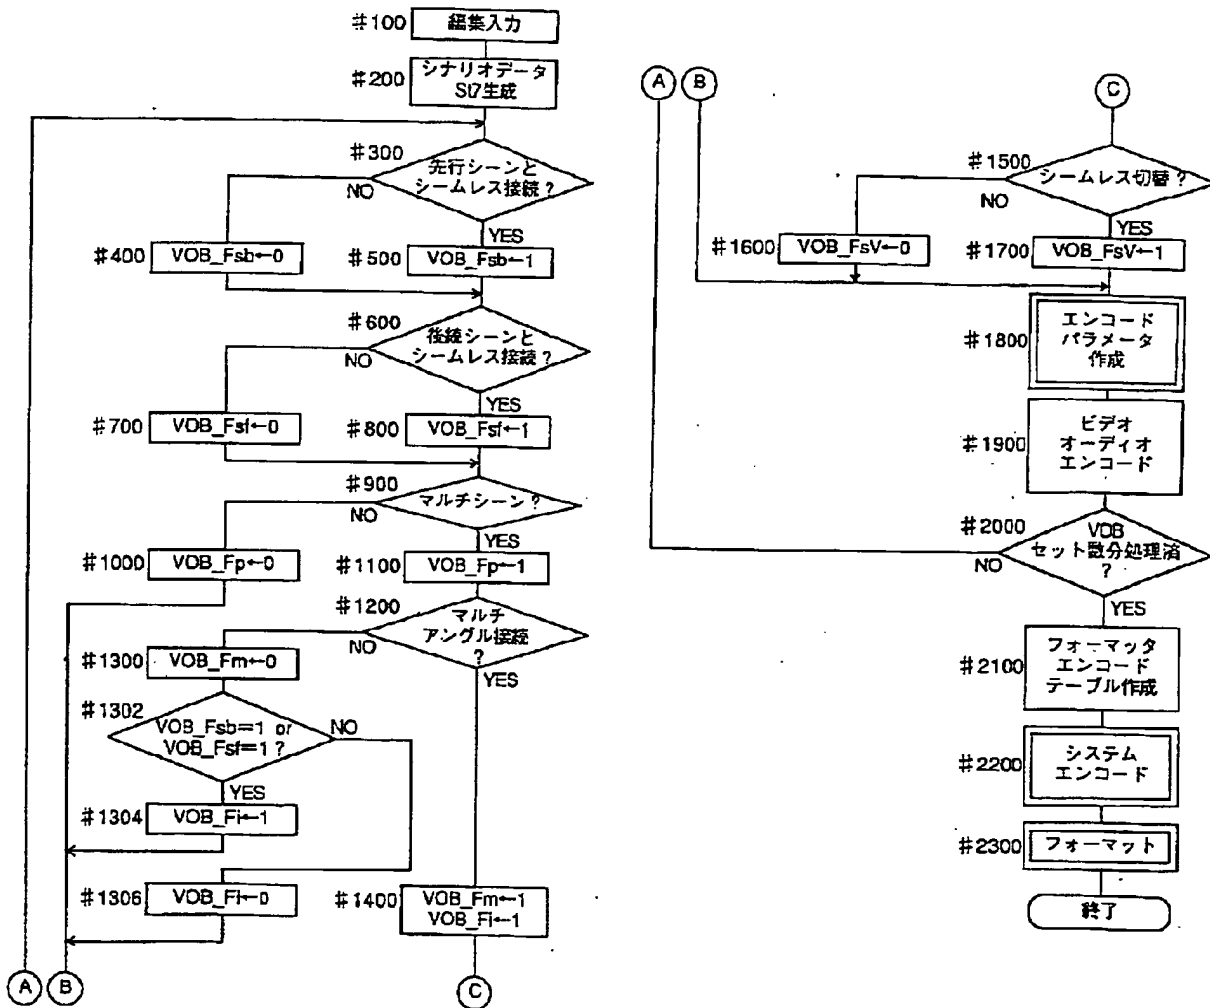 #100
編集入力
#200
シナリオデータ
St7生成
#300
先行シーンと
シームレス接続?
NO
YES
#400
VOB_Fsb←0
#500
VOB_Fsb←1
#600
後続シーンと
シームレス接続?
NO
YES
#700
VOB_Fsf←0
#800
VOB_Fsf←1
#900
マルチシーン?
NO
YES
#1000
VOB_Fp←0
#1100
VOB_Fp←1
#1200
マルチ
アングル接続
?
NO
YES
#1300
VOB_Fm←0
#1302
VOB_Fsb=1 or
VOB_Fsf=1?
NO
YES
#1304
VOB_Fi←1
#1306
VOB_Fi←0
#1400
VOB_Fm←1
VOB_Fi←1
A
B
C
A
B
C
#1500
シームレス切替?
NO
YES
#1600
VOB_FsV←0
#1700
VOB_FsV←1
#1800
エンコード
パラメータ
作成
#1900
ビデオ
オーディオ
エンコード
#2000
VOB
セット数分処理済
?
NO
YES
#2100
フォーマッタ
エンコード
テーブル作成
#2200
システム
エンコード
#2300
フォーマット
終了